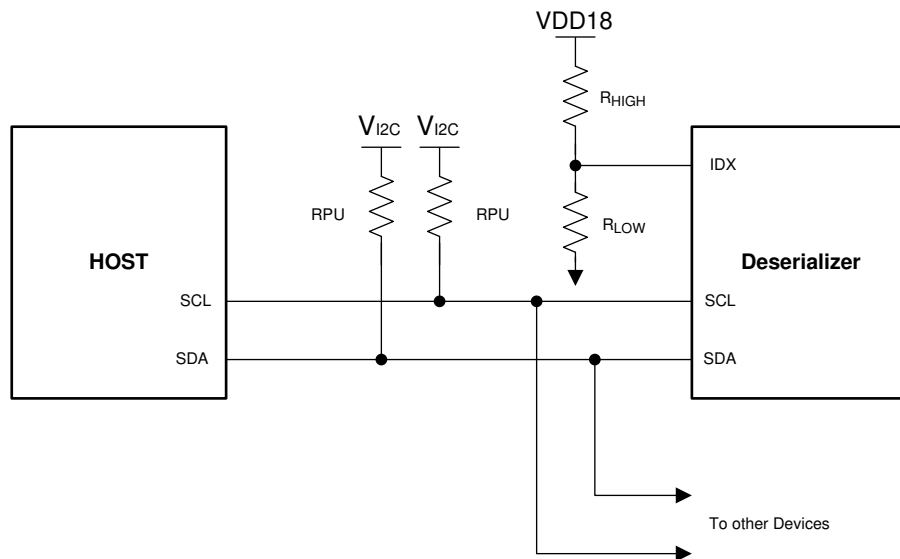 VDD18
RHIGH
VI2C VI2C
IDX
RPU RPU
RLOW
HOST
Deserializer
SCL SCL
SDA SDA
To other Devices